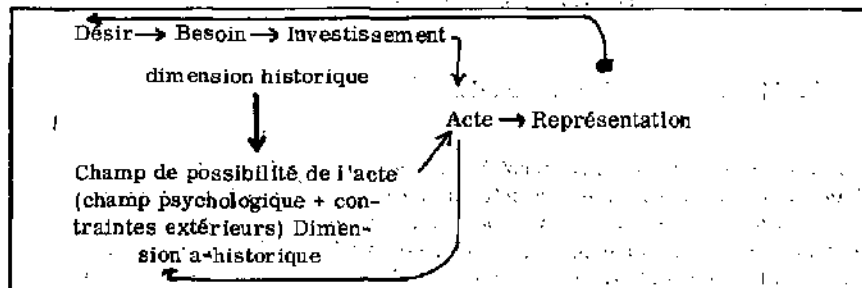 Désir → Besoin → Investissement
dimension historique
Acte → Représentation
Champ de possibilité de l'acte
(champ psychologique + con-
traintes extérieurs) Dimen-
sion a-historique